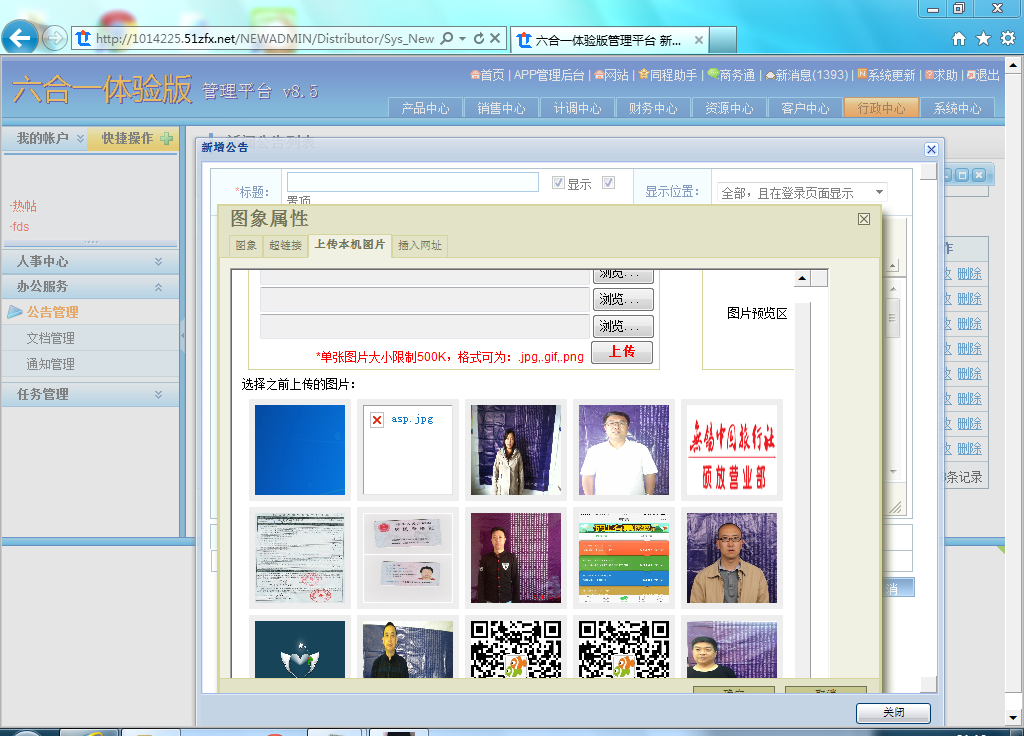 http://1014225.51zfx.net/NEWADMIN/Distributor/Sys_New
六合一体验版管理平台 新...
六合一体验版 管理平台 v8.5
首页 | APP管理后台 | 网站 | 同程助手 | 商务通 | 新消息(1393) | 系统更新 | 求助 | 退出
产品中心 销售中心 计调中心 财务中心 资源中心 客户中心 行政中心 系统中心
我的帐户 快捷操作
·热帖
·fds
人事中心
办公服务
公告管理
文档管理
通知管理
任务管理
新闻公告列表
新增公告
*标题: 显示
置顶
显示位置: 全部，且在登录页面显示
图象属性
图象 超链接 上传本机图片 插入网址
浏览...
浏览...
浏览...
图片预览区
*单张图片大小限制500K，格式可为：.jpg,.gif,.png 上传
选择之前上传的图片：
asp.jpg
无锡中国旅行社
硕放营业部
作
删除
删除
删除
删除
删除
删除
删除
删除
条记录
消
确定 取消
关闭